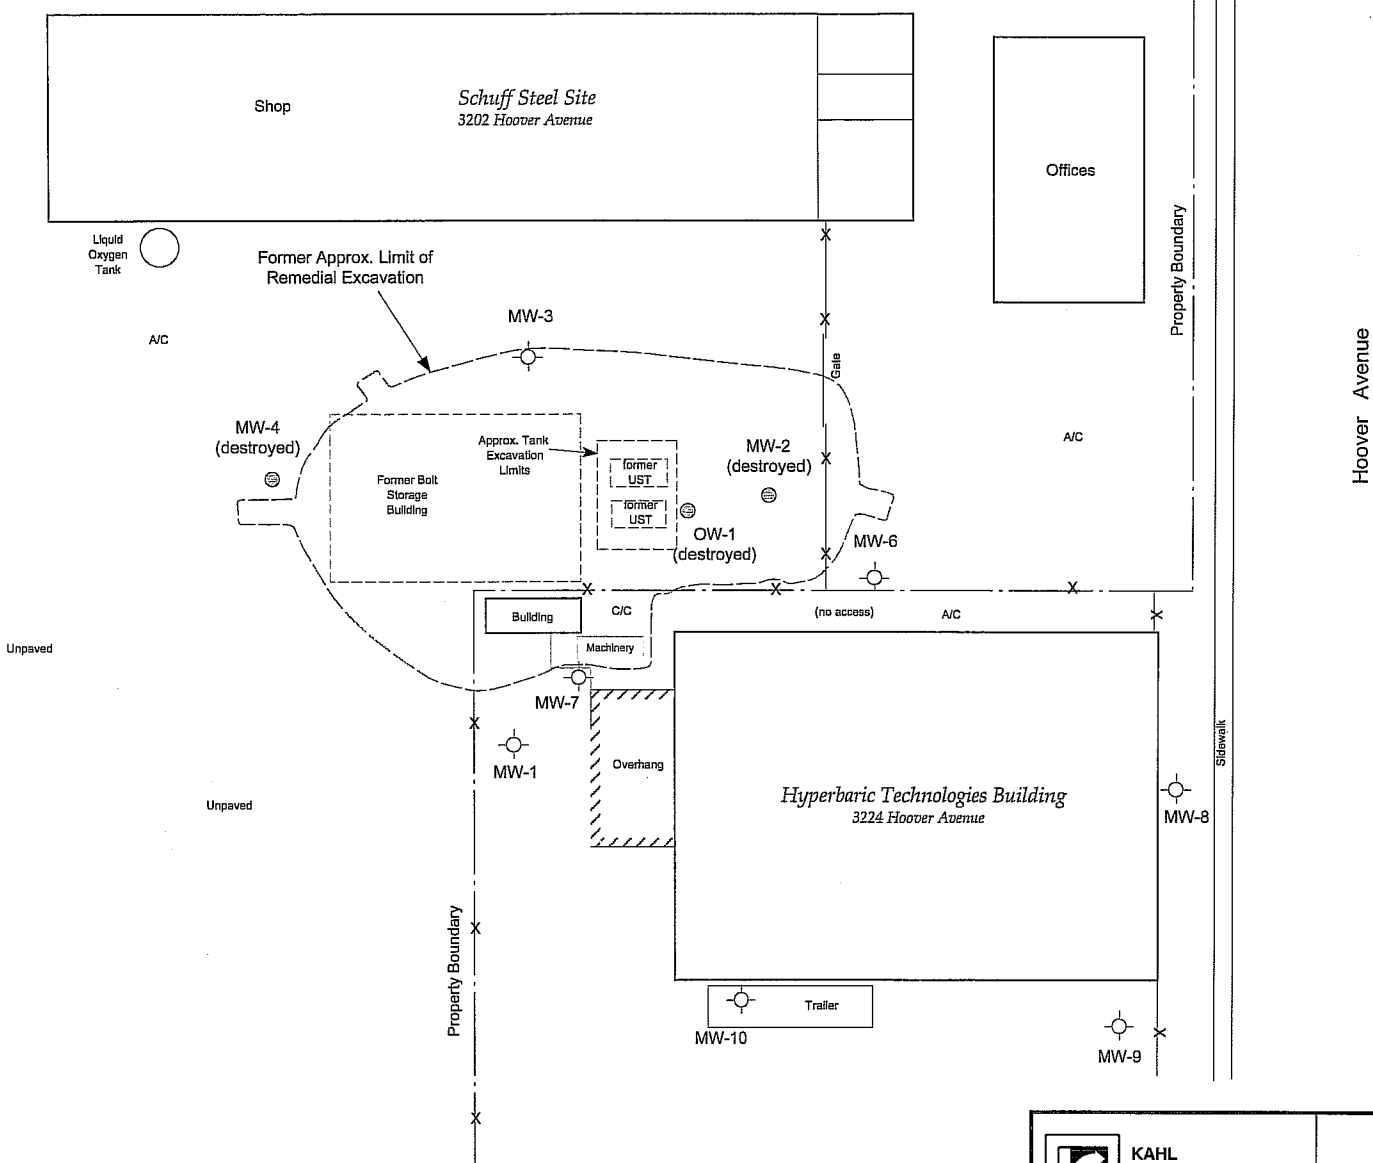 Shop
Schuff Steel Site
3202 Hoover Avenue
Offices
Property Boundary
Liquid
Oxygen
Tank
Former Approx. Limit of
Remedial Excavation
A/C
MW-3
Gate
Hoover Avenue
MW-4
(destroyed)
Approx. Tank
Excavation
Limits
MW-2
(destroyed)
A/C
former
UST
Former Bolt
Storage
Building
former
UST
OW-1
(destroyed)
MW-6
Building
C/C
(no access)
A/C
Unpaved
Machinery
MW-7
MW-1
Overhang
Sidewalk
Unpaved
Hyperbaric Technologies Building
3224 Hoover Avenue
MW-8
Property Boundary
Trailer
MW-10
MW-9
KAHL